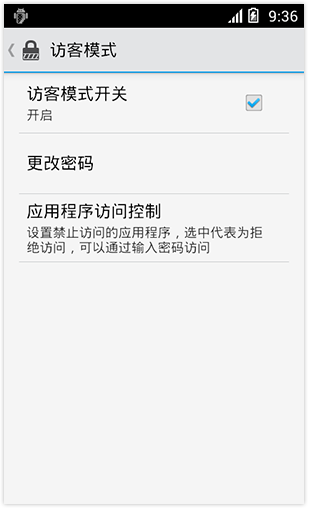 9:36
访客模式
访客模式开关
开启
更改密码
应用程序访问控制
设置禁止访问的应用程序，选中代表为拒
绝访问，可以通过输入密码访问